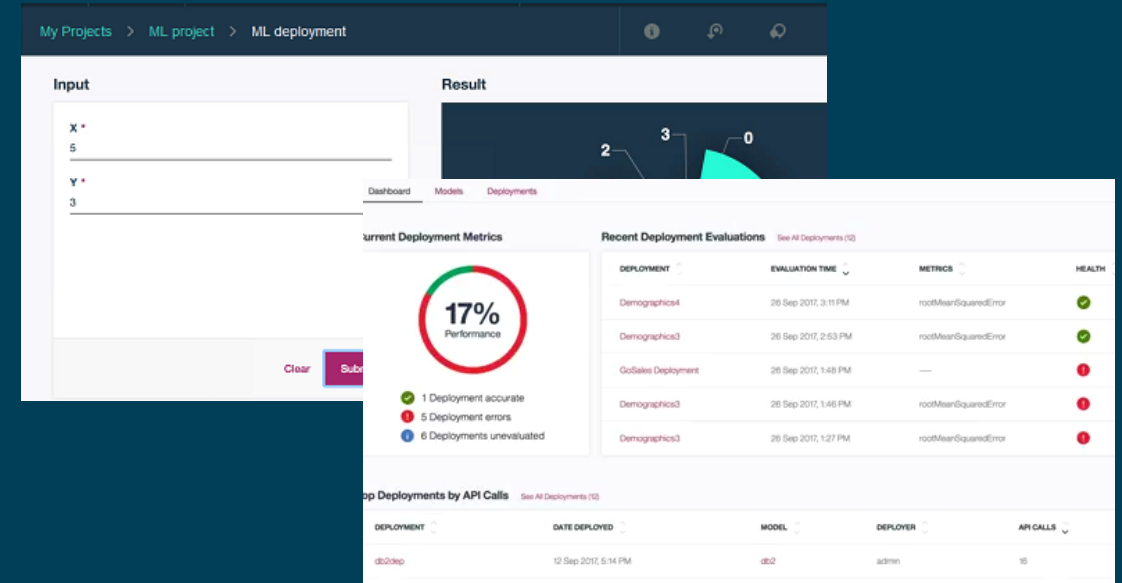 My Projects > ML project > ML deployment
Input
Result
X *
5
Y *
3
2
3
0
Clear
Subm
Dashboard Models Deployments
urrent Deployment Metrics
17%
Performance
1 Deployment accurate
5 Deployment errors
6 Deployments unevaluated
Recent Deployment Evaluations See All Deployments (12)
DEPLOYMENT EVALUATION TIME METRICS HEALTH
Demographics4 26 Sep 2017, 3:11 PM rootMeanSquaredError
Demographics3 26 Sep 2017, 2:53 PM rootMeanSquaredError
GoSales Deployment 26 Sep 2017, 1:48 PM —
Demographics3 26 Sep 2017, 1:46 PM rootMeanSquaredError
Demographics3 26 Sep 2017, 1:27 PM rootMeanSquaredError
op Deployments by API Calls See All Deployments (12)
DEPLOYMENT DATE DEPLOYED MODEL DEPLOYER API CALLS
db2dep 12 Sep 2017, 5:14 PM db2 admin 16